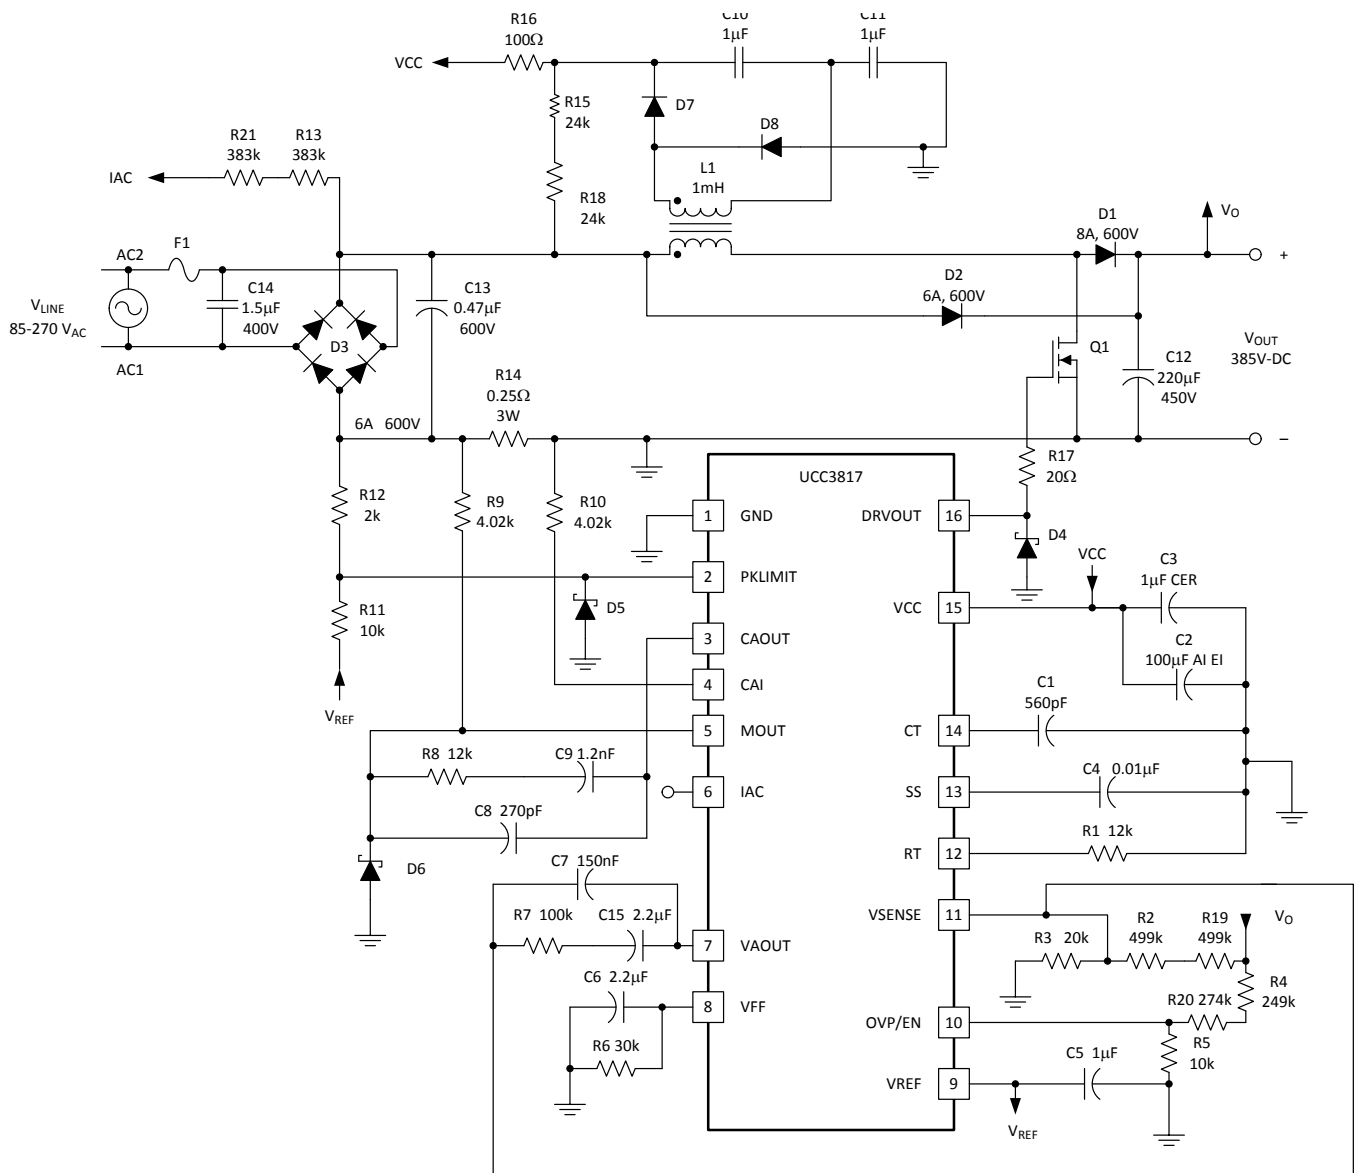 C10
1µF
C11
1µF
R16
100Ω
VCC
R15
24k
D7
D8
R21
383k
R13
383k
IAC
R18
24k
L1
1mH
D1
8A, 600V
VO
+
AC2
F1
C14
1.5µF
400V
C13
0.47µF
600V
D2
6A, 600V
VLINE
85-270 VAC
D3
Q1
VOUT
385V-DC
C12
220µF
450V
AC1
R14
0.25Ω
3W
6A 600V
−
R17
20Ω
UCC3817
R12
2k
R9
4.02k
R10
4.02k
1 GND
DRVOUT 16
D4
VCC
C3
1µF CER
2 PKLIMIT
D5
VCC 15
R11
10k
3 CAOUT
C2
100µF AI EI
4 CAI
VREF
C1
560pF
5 MOUT
CT 14
R8 12k
C9 1.2nF
6 IAC
SS 13
C4 0.01µF
C8 270pF
R1 12k
RT 12
D6
C7 150nF
VSENSE 11
R7 100k
C15 2.2µF
7 VAOUT
R3 20k
R2
499k
R19
499k
VO
C6 2.2µF
8 VFF
R4
249k
R20 274k
OVP/EN 10
R6 30k
R5
10k
C5 1µF
VREF 9
VREF